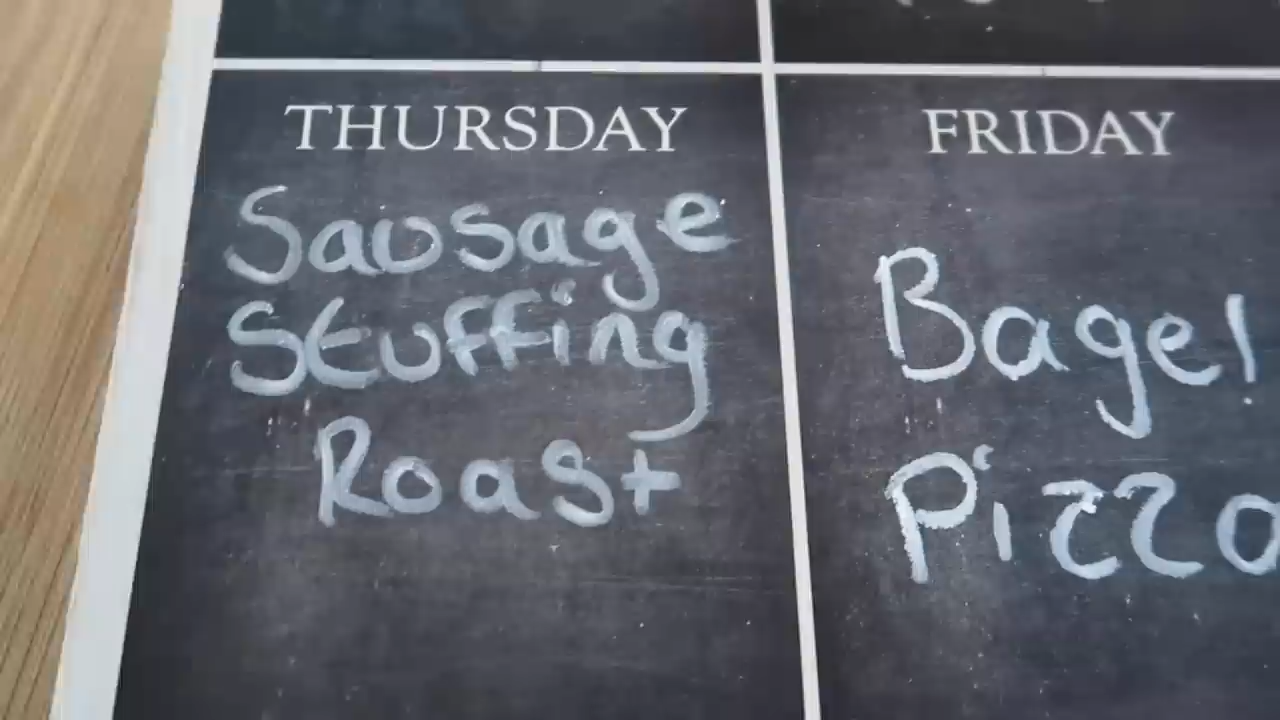 THURSDAY
Sausage
Stuffing
Roast
FRIDAY
Bagel
Pizza